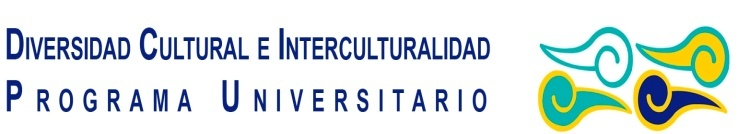 DIVERSIDAD CULTURAL E INTERCULTURALIDAD
PROGRAMA UNIVERSITARIO